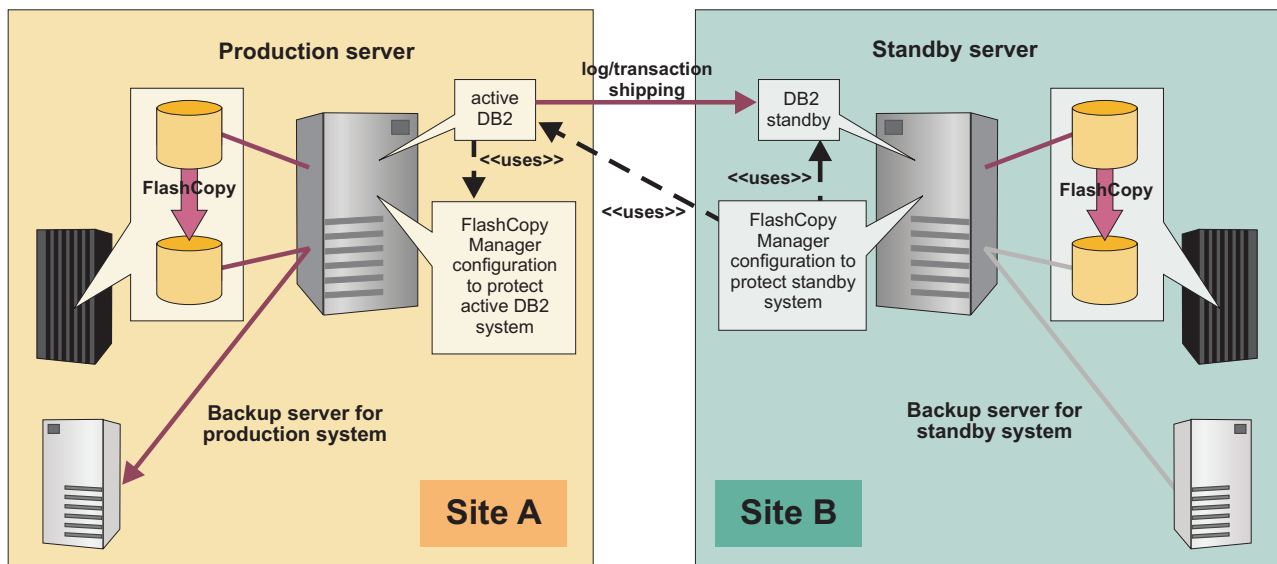 Production server
active
DB2
<<uses>>
FlashCopy
FlashCopy
Manager
configuration
to protect
active DB2
system
Backup server for
production system
Site A
log/transaction
shipping
<<uses>>
Standby server
DB2
standby
<<uses>>
FlashCopy
FlashCopy
Manager
configuration to
protect standby
system
Backup server for
standby system
Site B